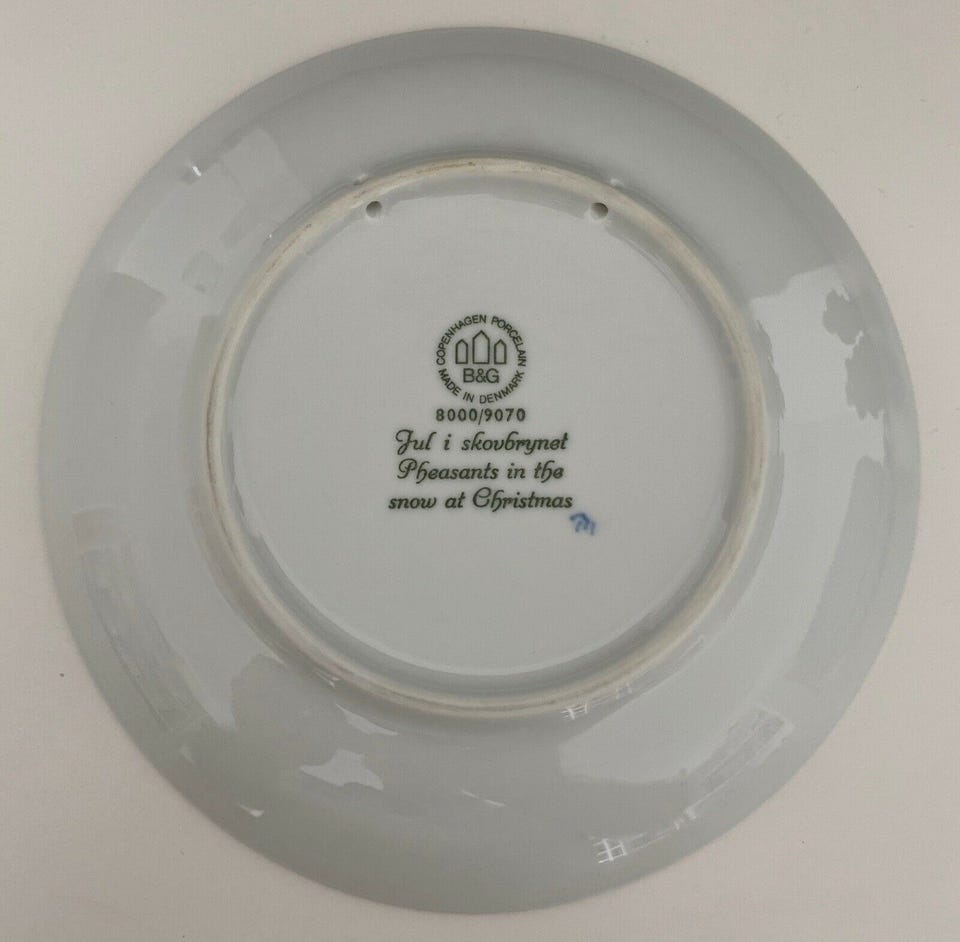 COPENHAGEN PORCELAIN
B&G
MADE IN DENMARK
8000/9070
Jul i skovbrynet
Pheasants in the
snow at Christmas